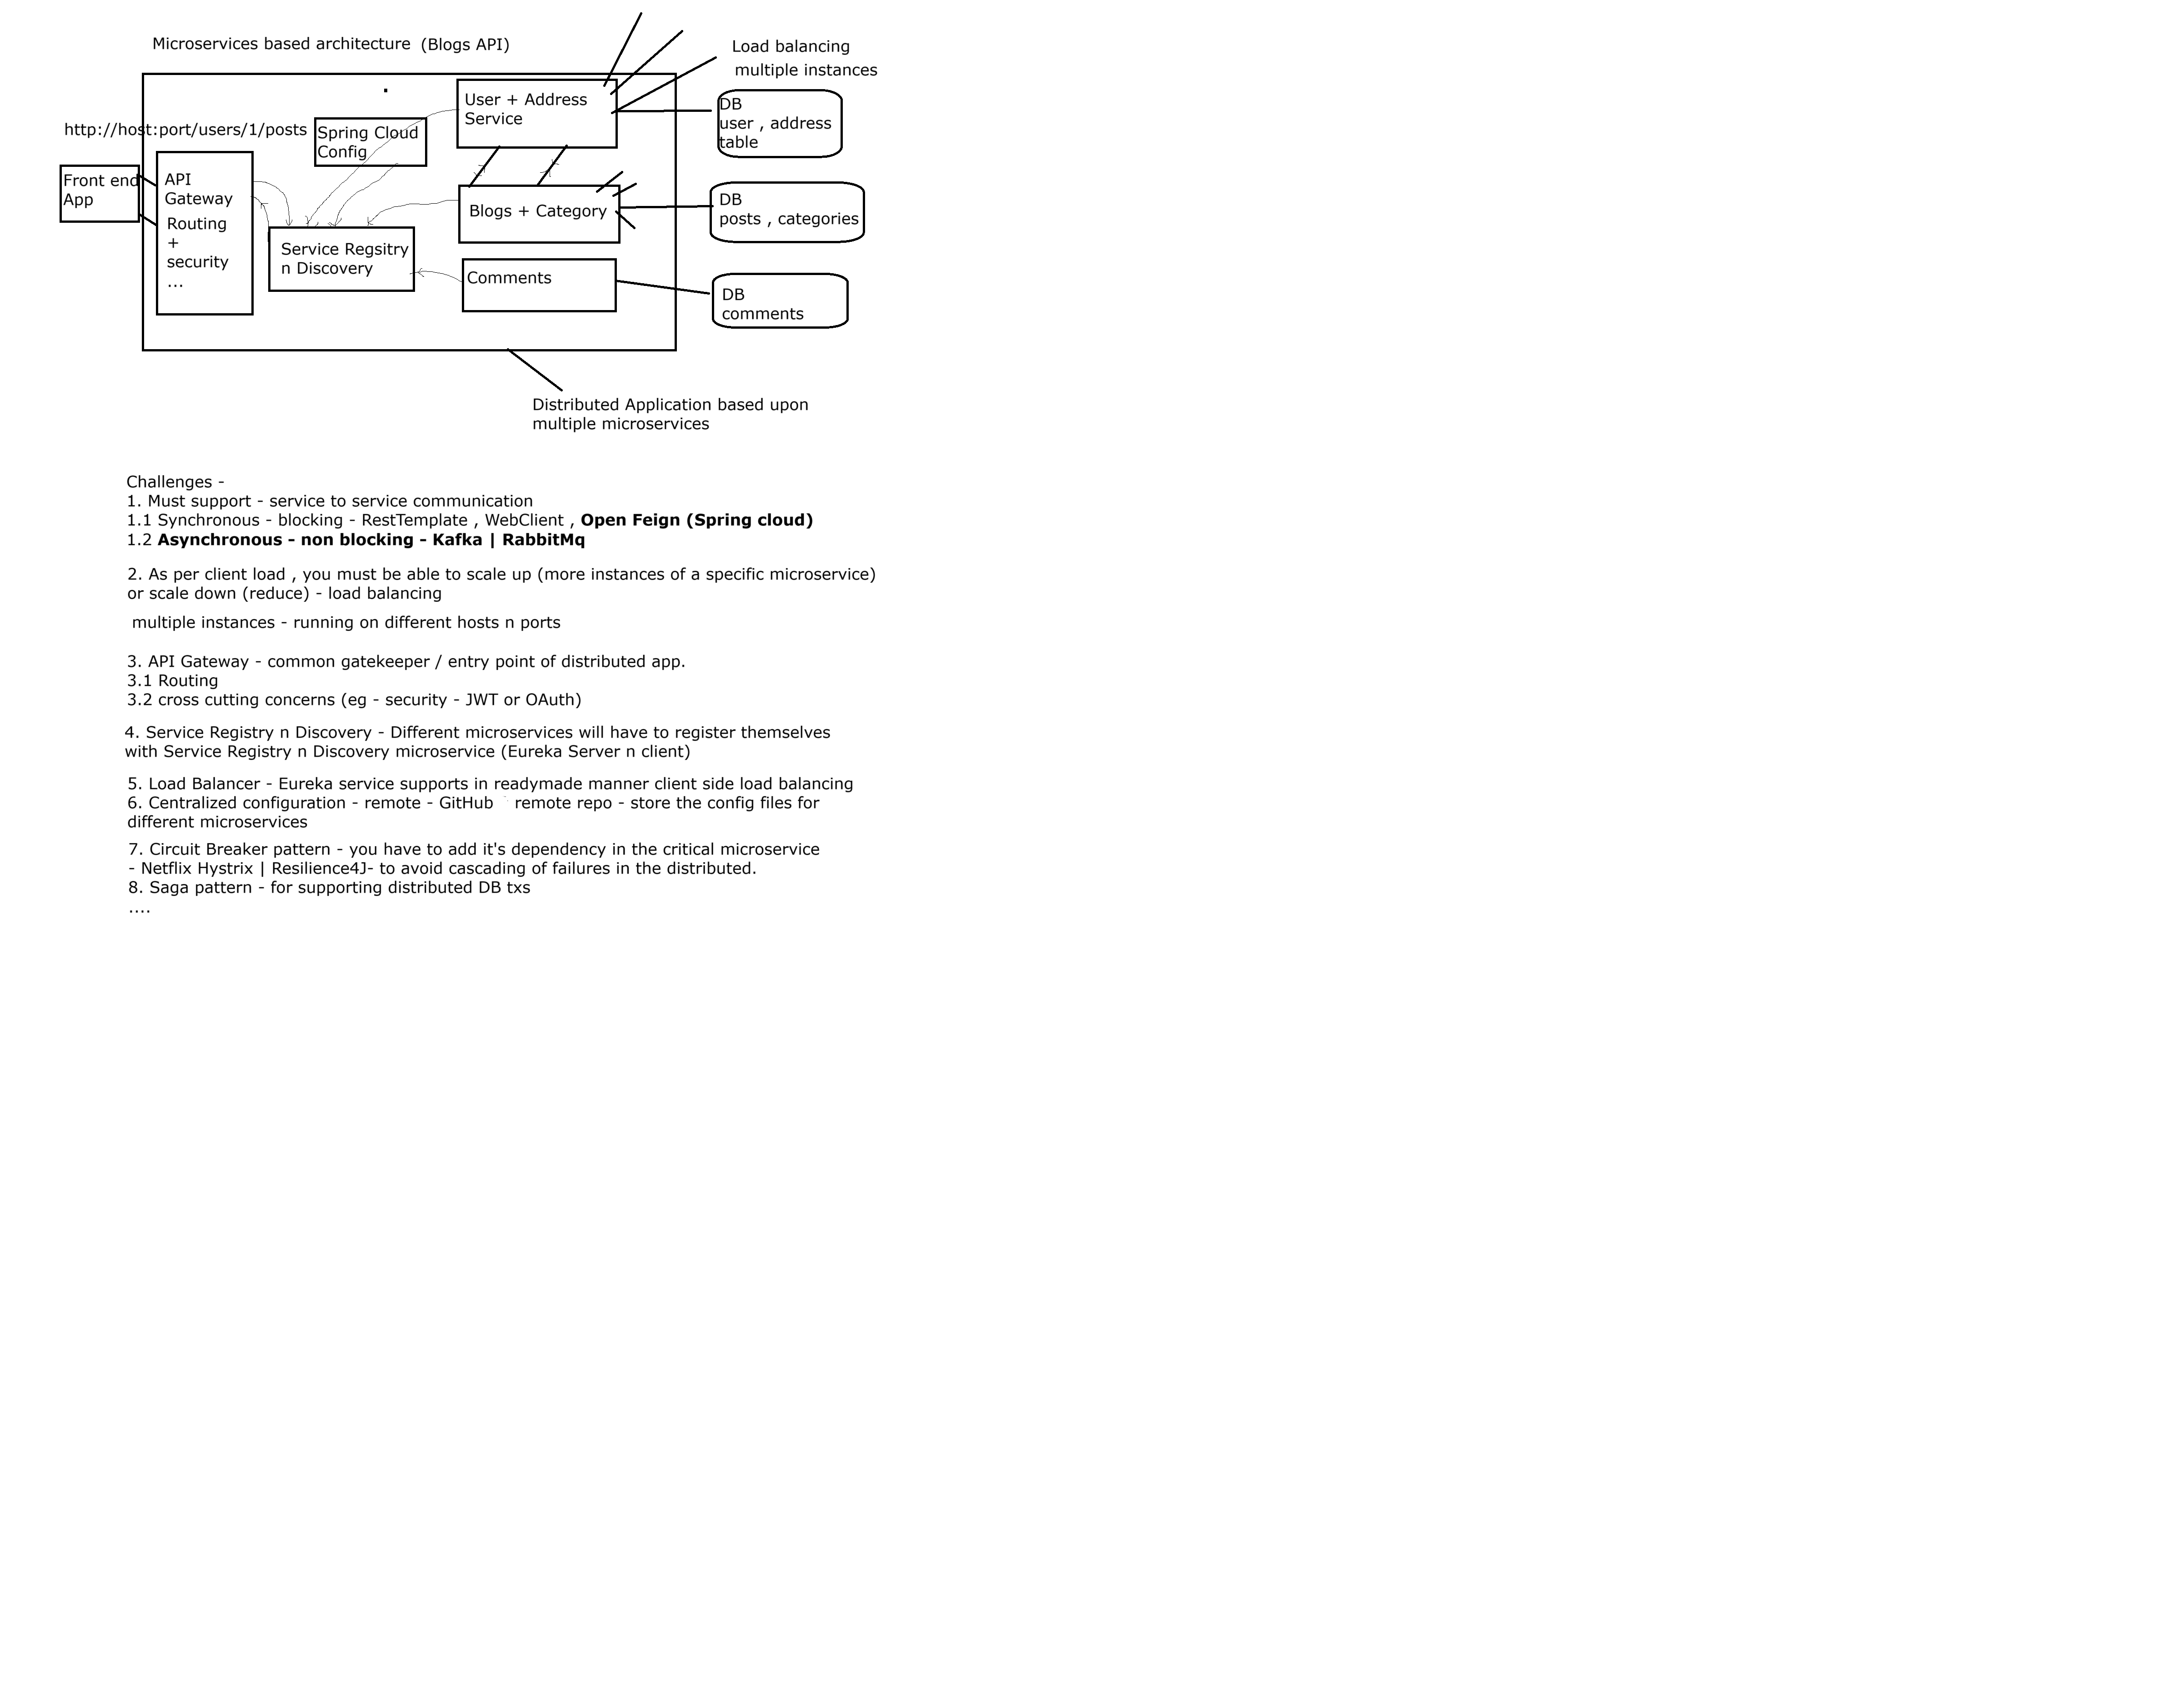 Microservices based architecture (Blogs API)
Load balancing
multiple instances
http://host:port/users/1/posts
Front end
App
API
Gateway
Routing
+
security
...
Spring Cloud
Config
Service Regsitry
n Discovery
User + Address
Service
Blogs + Category
Comments
DB
user , address
table
DB
posts , categories
DB
comments
Distributed Application based upon
multiple microservices
Challenges -
1. Must support - service to service communication
1.1 Synchronous - blocking - RestTemplate , WebClient , Open Feign (Spring cloud)
1.2 Asynchronous - non blocking - Kafka | RabbitMq
2. As per client load , you must be able to scale up (more instances of a specific microservice)
or scale down (reduce) - load balancing
multiple instances - running on different hosts n ports
3. API Gateway - common gatekeeper / entry point of distributed app.
3.1 Routing
3.2 cross cutting concerns (eg - security - JWT or OAuth)
4. Service Registry n Discovery - Different microservices will have to register themselves
with Service Registry n Discovery microservice (Eureka Server n client)
5. Load Balancer - Eureka service supports in readymade manner client side load balancing
6. Centralized configuration - remote - GitHub remote repo - store the config files for
different microservices
7. Circuit Breaker pattern - you have to add it's dependency in the critical microservice
- Netflix Hystrix | Resilience4J- to avoid cascading of failures in the distributed.
8. Saga pattern - for supporting distributed DB txs
....